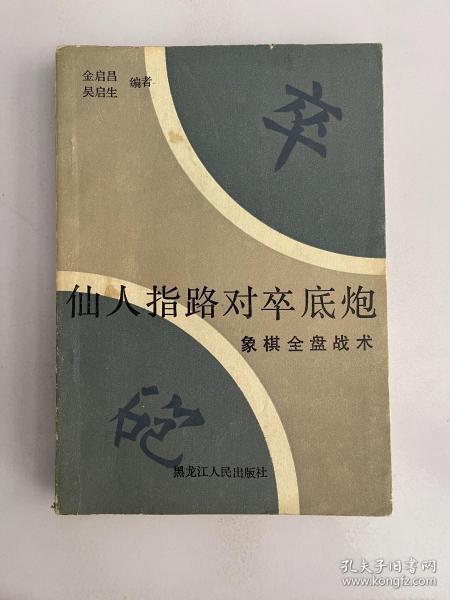 金启昌
吴启生
编者
卒
仙人指路对卒底炮
象棋全盘战术
砲
黑龙江人民出版社
孔夫子旧书网
www.kongfz.com